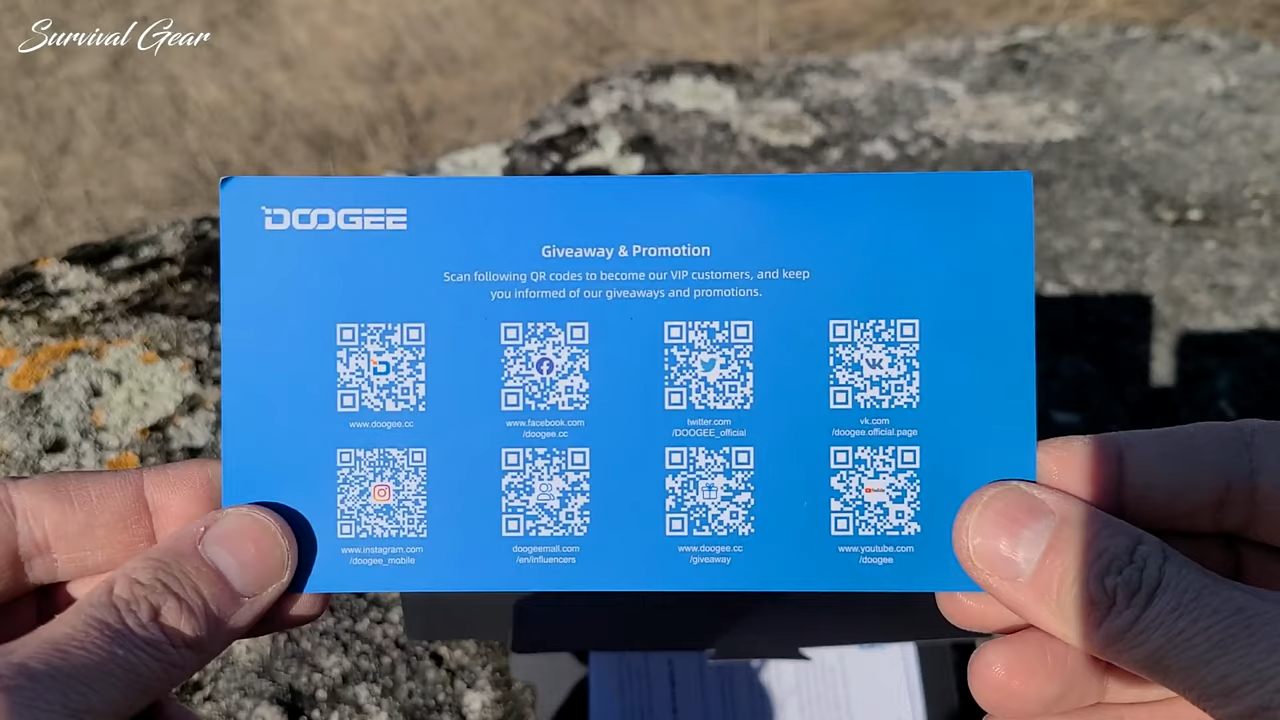 Survival Gear
DOOGEE
Giveaway & Promotion
Scan following QR codes to become our VIP customers, and keep
you informed of our giveaways and promotions.
www.doogee.cc
www.facebook.com
/doogee.cc
twitter.com
/DOOGEE_official
vk.com
/doogee.official.page
www.instagram.com
/doogee_mobile
doogeemall.com
/en/influencers
www.doogee.cc
/giveaway
YouTube
www.youtube.com
/doogee